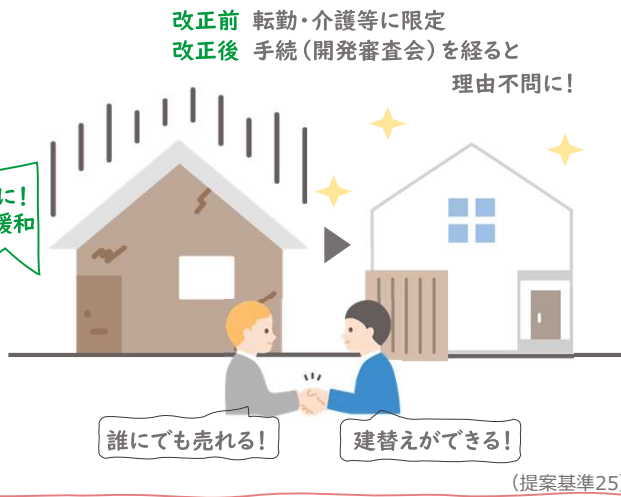 改正前 転勤・介護等に限定
改正後 手続(開発審査会)を経ると
理由不問に!
に!
緩和
誰にでも売れる!
建替えができる!
(提案基準25)